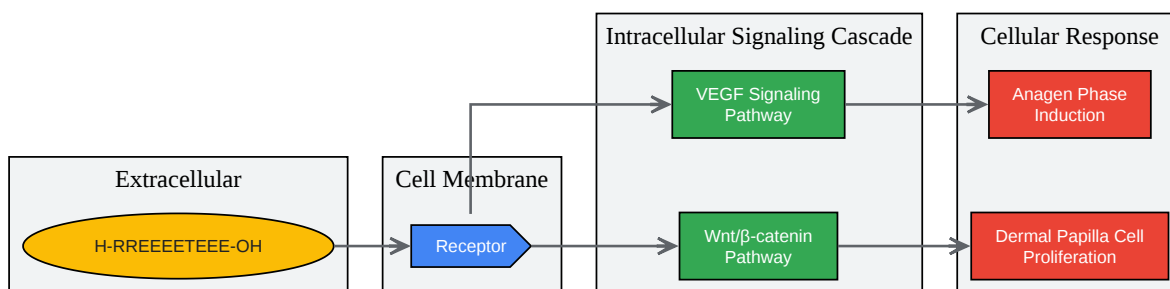 Intracellular Signaling Cascade
Cellular Response
VEGF Signaling
Pathway
Anagen Phase
Induction
Extracellular
Cell Membrane
H-RREEEETEEE-OH
Receptor
Wnt/β-catenin
Pathway
Dermal Papilla Cell
Proliferation